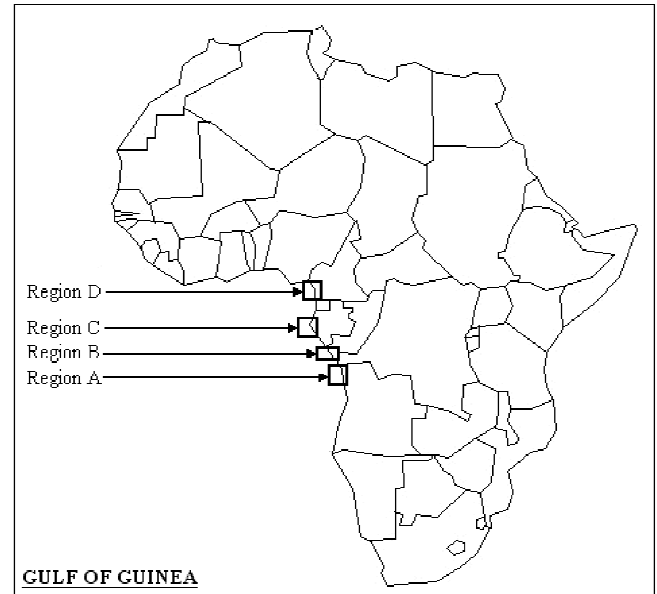 Region D
Region C
Region B
Region A
GULF OF GUINEA